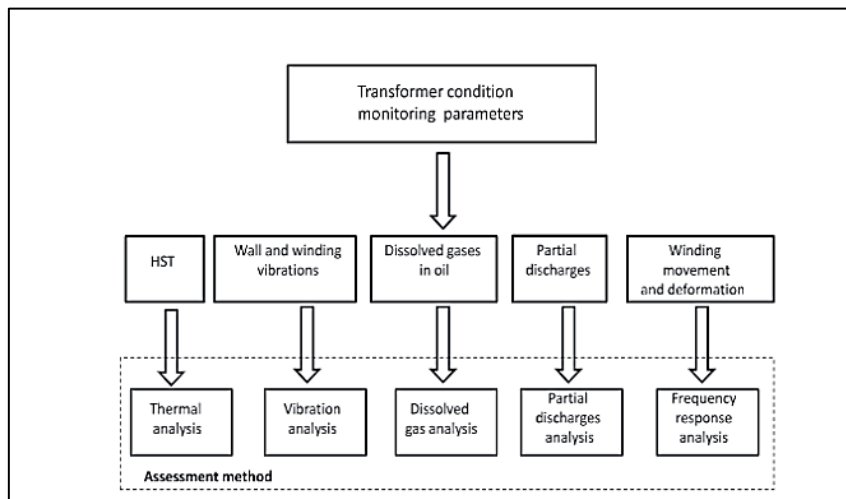 Transformer condition
monitoring parameters
HST
Wall and winding
vibrations
Dissolved gases
in oil
Partial
discharges
Winding
movement
and deformation
Thermal
analysis
Vibration
analysis
Dissolved
gas analysis
Partial
discharges
analysis
Frequency
response
analysis
Assessment method